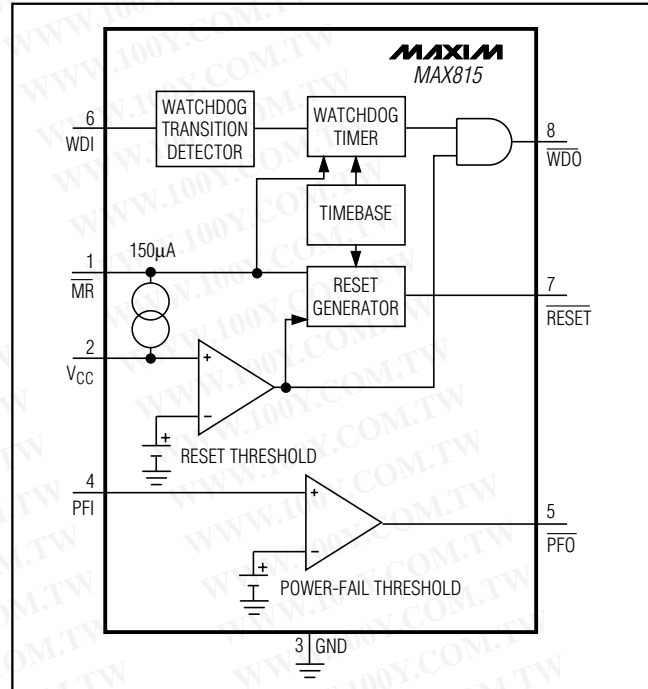 MAXIM
MAX815
6
WDI
WATCHDOG
TRANSITION
DETECTOR
WATCHDOG
TIMER
8
WDO
TIMEBASE
1
MR
150µA
RESET
GENERATOR
7
RESET
2
VCC
+
−
+
RESET THRESHOLD
4
PFI
+
−
5
PFO
+
POWER-FAIL THRESHOLD
3 GND
WWW.100Y.COM.TW